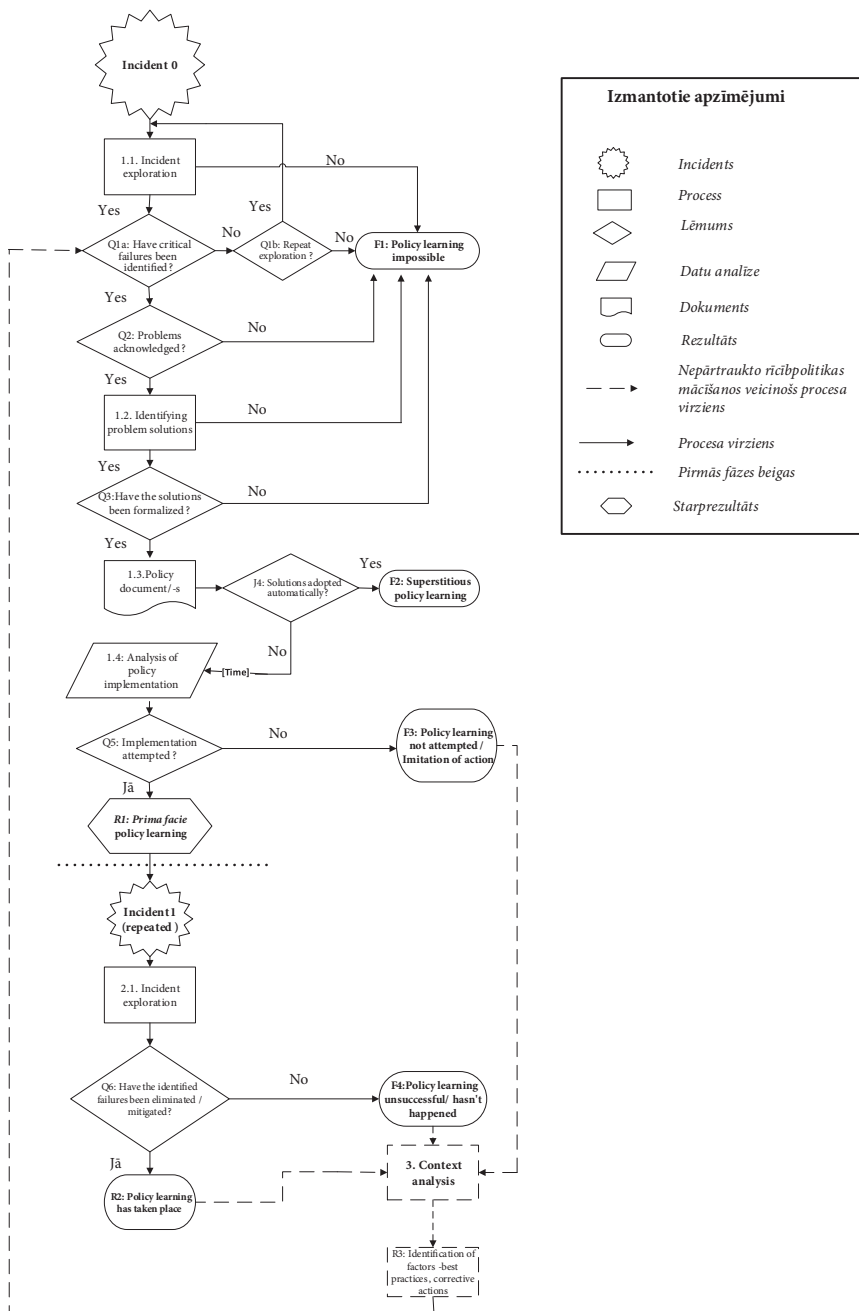 Incident 0
1.1. Incident
exploration
No
Yes
Yes
Q1a: Have critical
failures been
identified?
No
Q1b: Repeat
exploration ?
No
F1: Policy learning
impossible
Yes
Q2: Problems
acknowledged?
No
Yes
1.2. Identifying
problem solutions
No
Yes
Q3:Have the solutions
been formalized ?
No
Yes
1.3.Policy
document/-s
J4: Solutions adopted
automatically?
Yes
F2: Superstitious
policy learning
No
1.4: Analysis of
policy
implementation
[Time]
Q5: Implementation
attempted ?
No
F3: Policy learning
not attempted /
Imitation of action
Jā
R1: Prima facie
policy learning
Incident 1
(repeated )
2.1. Incident
exploration
Q6: Have the identified
failures been eliminated /
mitigated?
No
F4:Policy learning
unsuccessful/ hasn't
happened
Jā
R2: Policy learning
has taken place
3. Context
analysis
R3: Identification of
factors -best
practices, corrective
actions
Izmantotie apzīmējumi
Incidents
Process
Lēmums
Datu analīze
Dokuments
Rezultāts
Nepārtraukto rīcībpolitikas
mācīšanos veicinošs procesa
virziens
Procesa virziens
Pirmās fāzes beigas
Starprezultāts